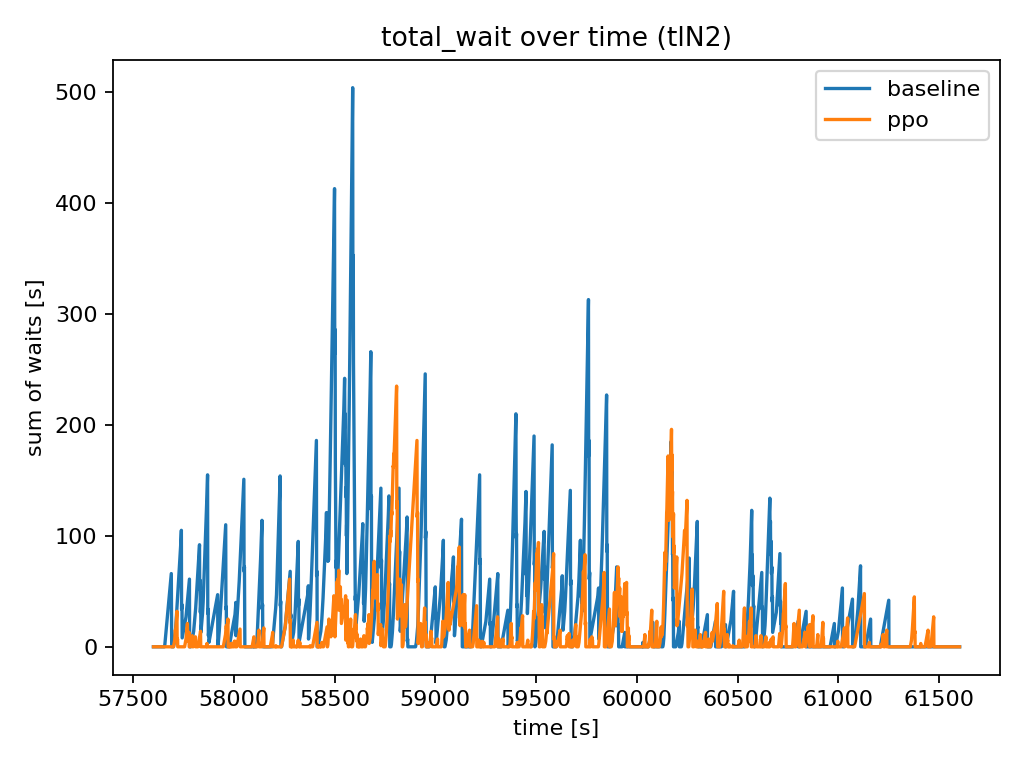 total_wait over time (tlN2)
baseline
ppo
sum of waits [s]
500
400
300
200
100
0
57500 58000 58500 59000 59500 60000 60500 61000 61500
time [s]